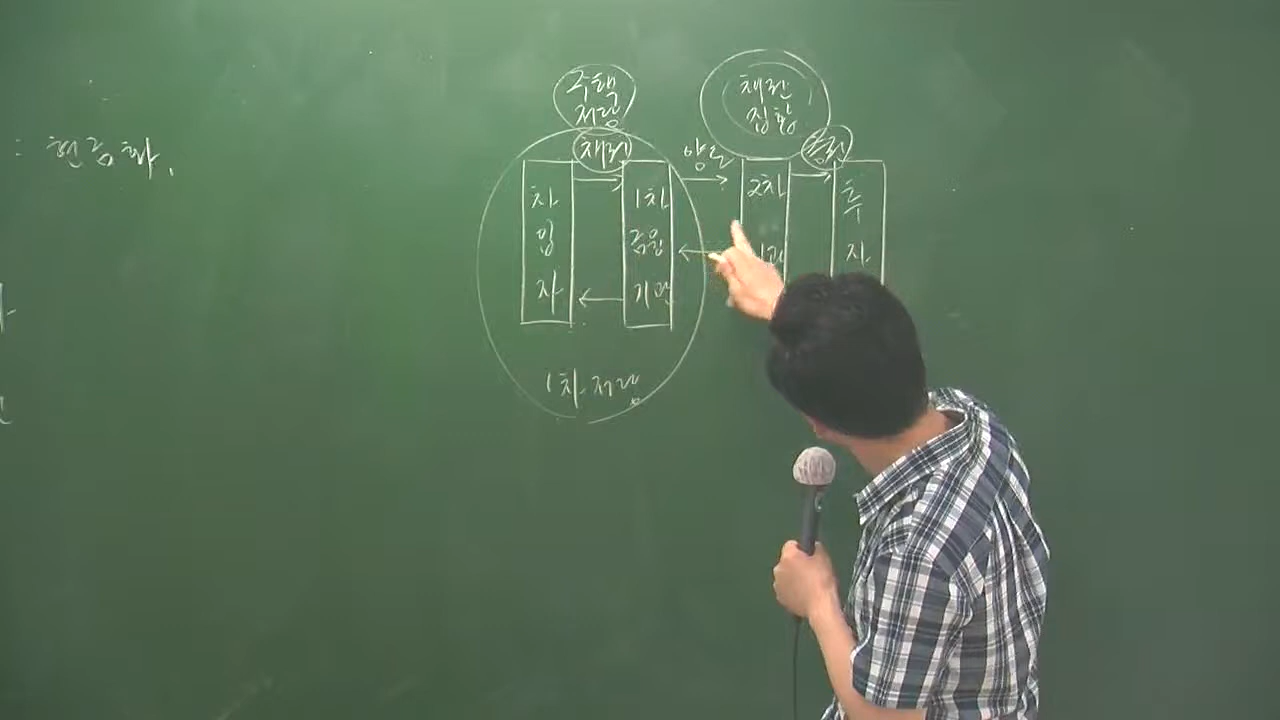 : 현금화.
주택
저당
채권
차
입
자
1차
금융
기관
1차 저당
양도
채권
집합
증권
2차
투
자